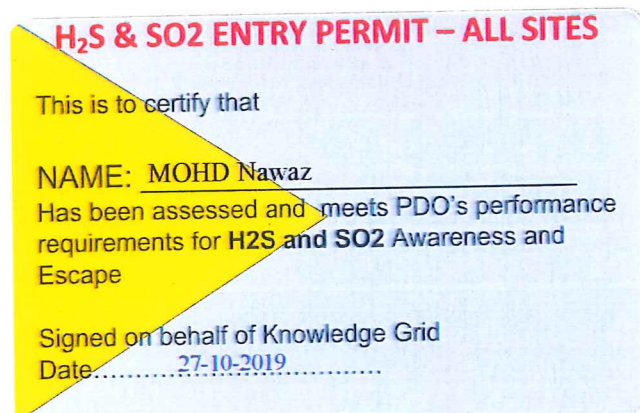 H₂S & SO2 ENTRY PERMIT – ALL SITES
This is to certify that
NAME: MOHD Nawaz
Has been assessed and meets PDO's performance
requirements for H2S and SO2 Awareness and
Escape
Signed on behalf of Knowledge Grid
Date..........27-10-2019....................